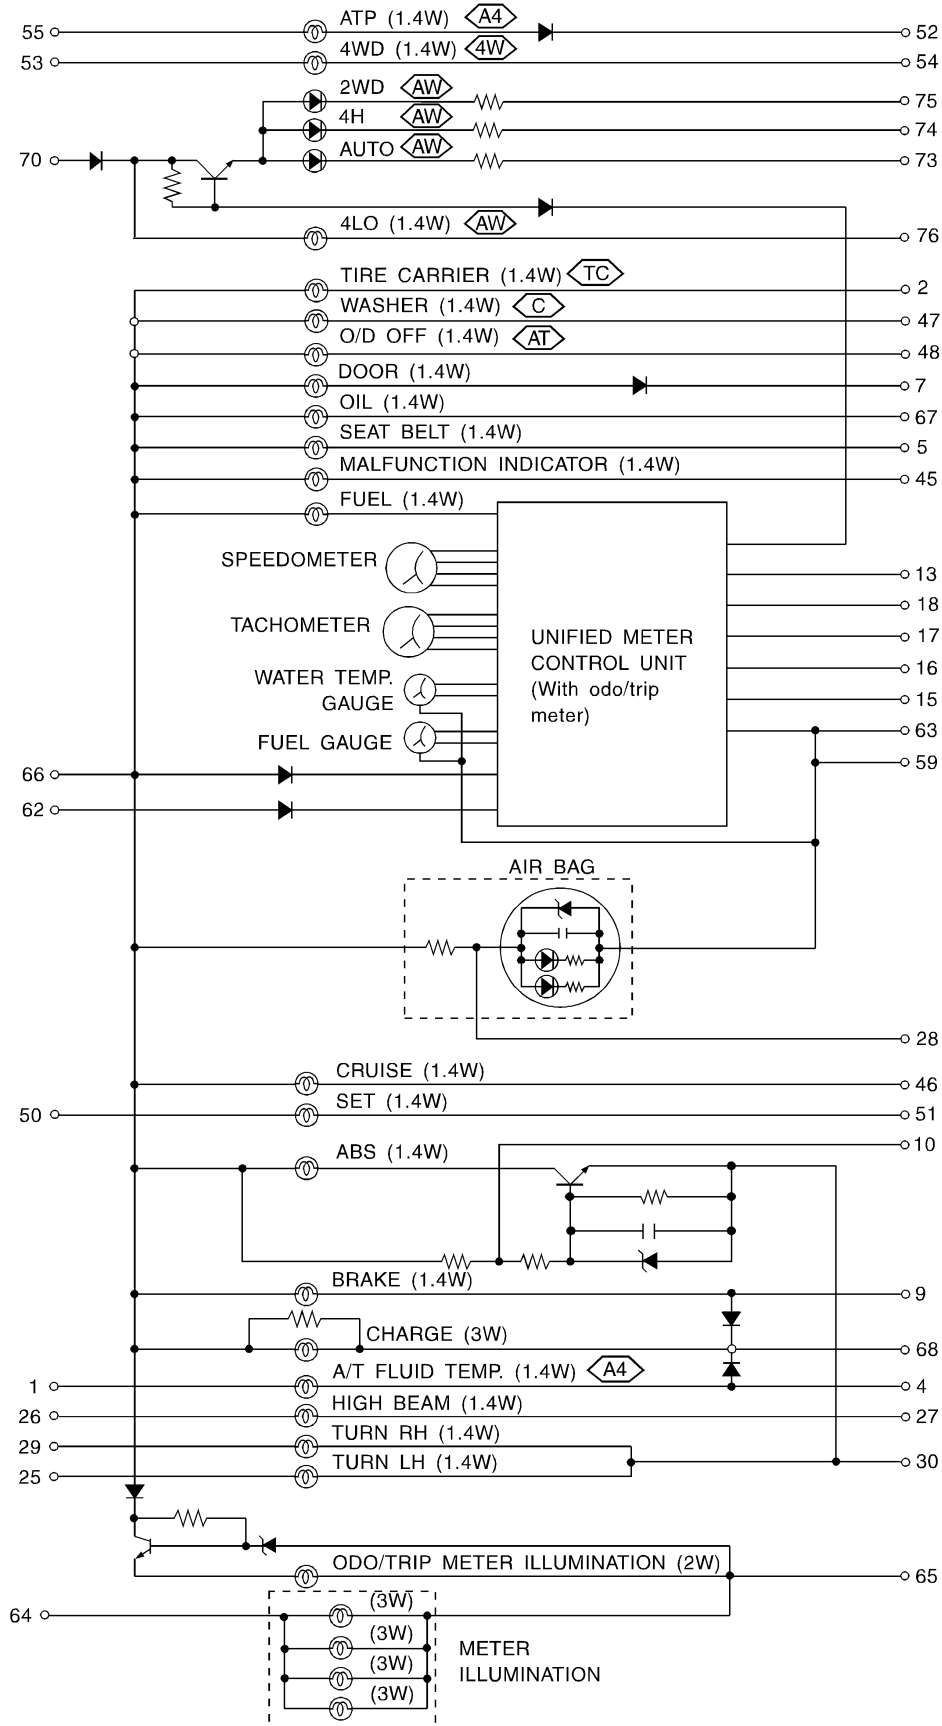 55 ATP (1.4W) A4 52
53 4WD (1.4W) 4W 54
2WD AW 75
4H AW 74
70 AUTO AW 73
4LO (1.4W) AW 76
TIRE CARRIER (1.4W) TC 2
WASHER (1.4W) C 47
O/D OFF (1.4W) AT 48
DOOR (1.4W) 7
OIL (1.4W) 67
SEAT BELT (1.4W) 5
MALFUNCTION INDICATOR (1.4W) 45
FUEL (1.4W)
SPEEDOMETER
13
18
TACHOMETER
UNIFIED METER
CONTROL UNIT
(With odo/trip
meter)
17
16
WATER TEMP.
GAUGE
15
63
FUEL GAUGE
59
66
62
AIR BAG
28
CRUISE (1.4W) 46
50 SET (1.4W) 51
10
ABS (1.4W)
BRAKE (1.4W) 9
CHARGE (3W) 68
1 A/T FLUID TEMP. (1.4W) A4 4
26 HIGH BEAM (1.4W) 27
29 TURN RH (1.4W)
30
25 TURN LH (1.4W)
ODO/TRIP METER ILLUMINATION (2W) 65
64 (3W)
(3W)
(3W)
(3W)
METER
ILLUMINATION